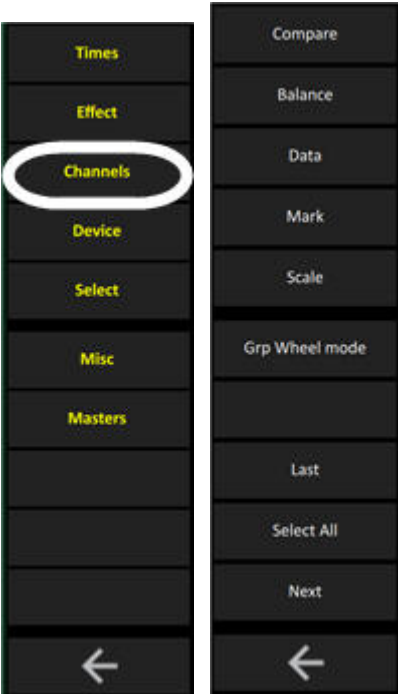 Times
Effect
Channels
Device
Select
Misc
Masters
Compare
Balance
Data
Mark
Scale
Grp Wheel mode
Last
Select All
Next